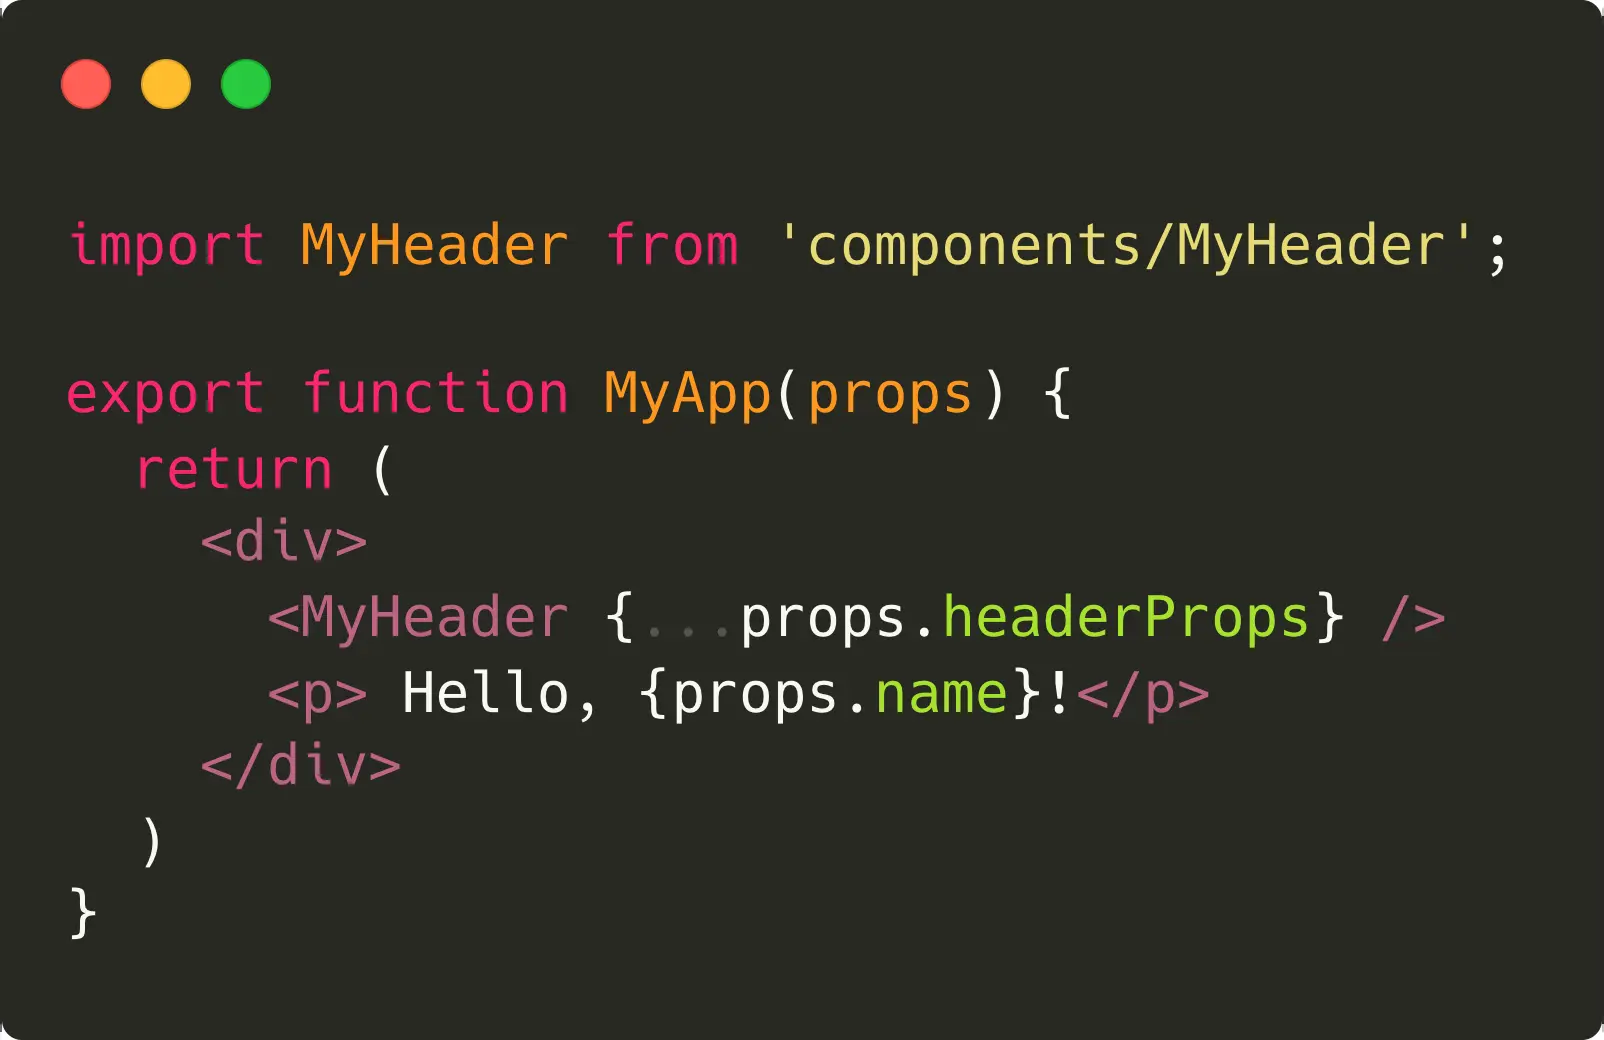 import MyHeader from 'components/MyHeader';
export function MyApp(props) {
return (
<div>
<MyHeader {...props.headerProps} />
<p> Hello, {props.name}!</p>
</div>
)
}